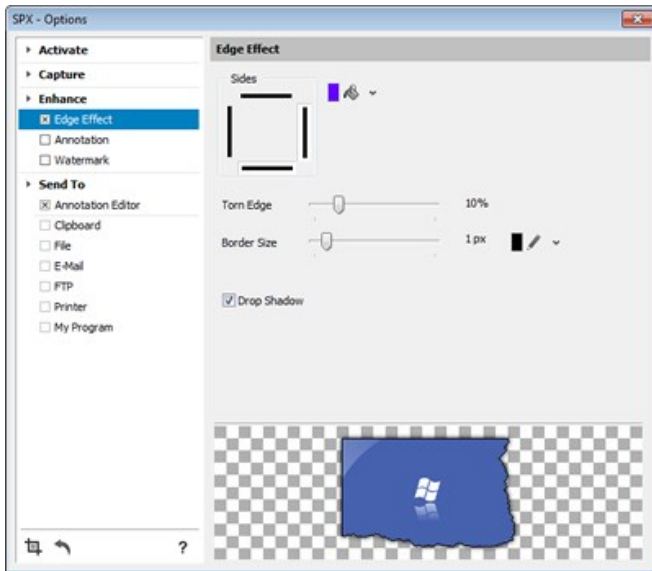 SPX - Options
Activate
Capture
Enhance
Edge Effect
Annotation
Watermark
Send To
Annotation Editor
Clipboard
File
E-Mail
FTP
Printer
My Program
?
Edge Effect
Sides
Torn Edge 10%
Border Size 1 px
Drop Shadow